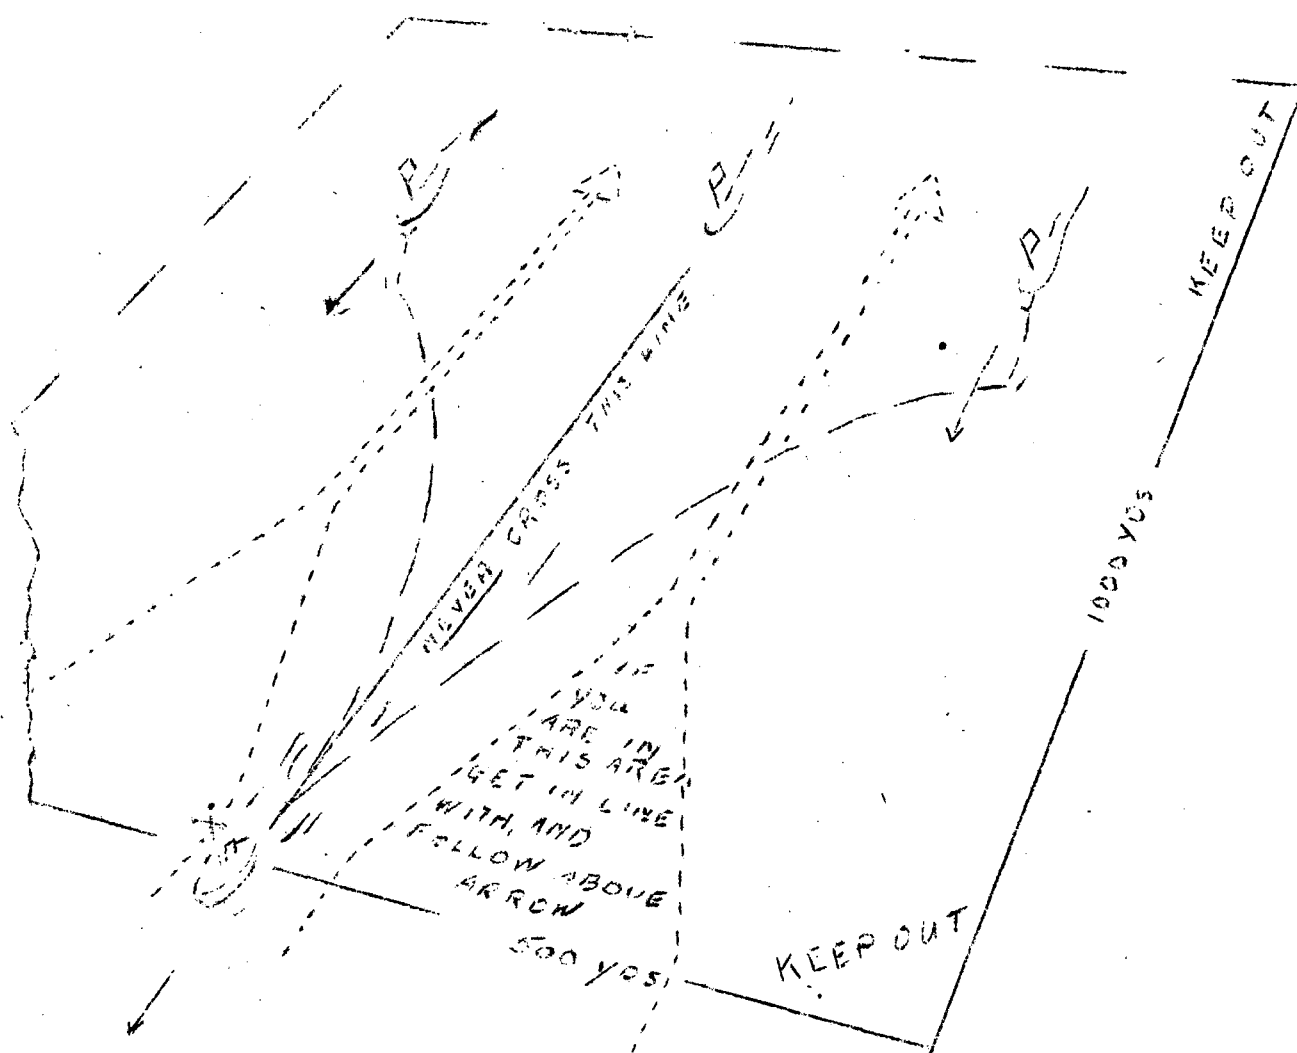 P
P
P
KEEP OUT
NEVER CROSS THIS LINE
1000 YDS
IF
YOU
ARE IN
THIS AREA
GET IN LINE
WITH, AND
FOLLOW ABOVE
ARROW
500 YDS
KEEP OUT